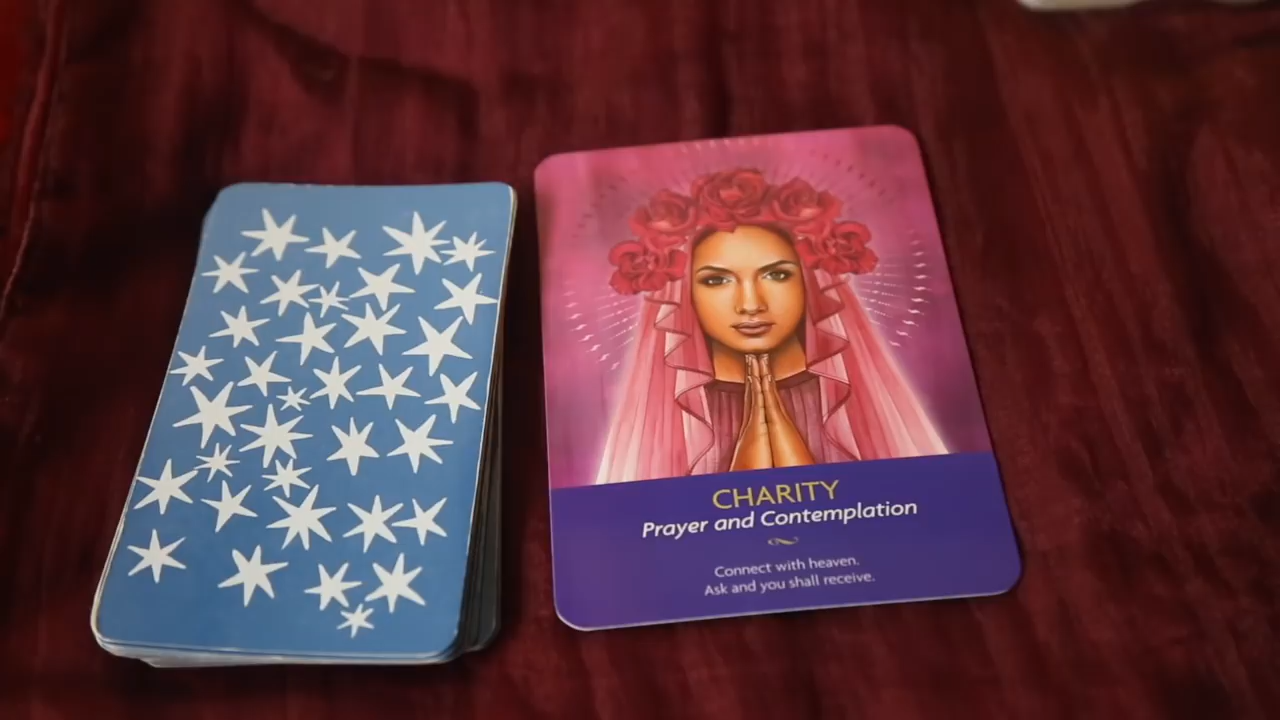 CHARITY
Prayer and Contemplation
Connect with heaven.
Ask and you shall receive.